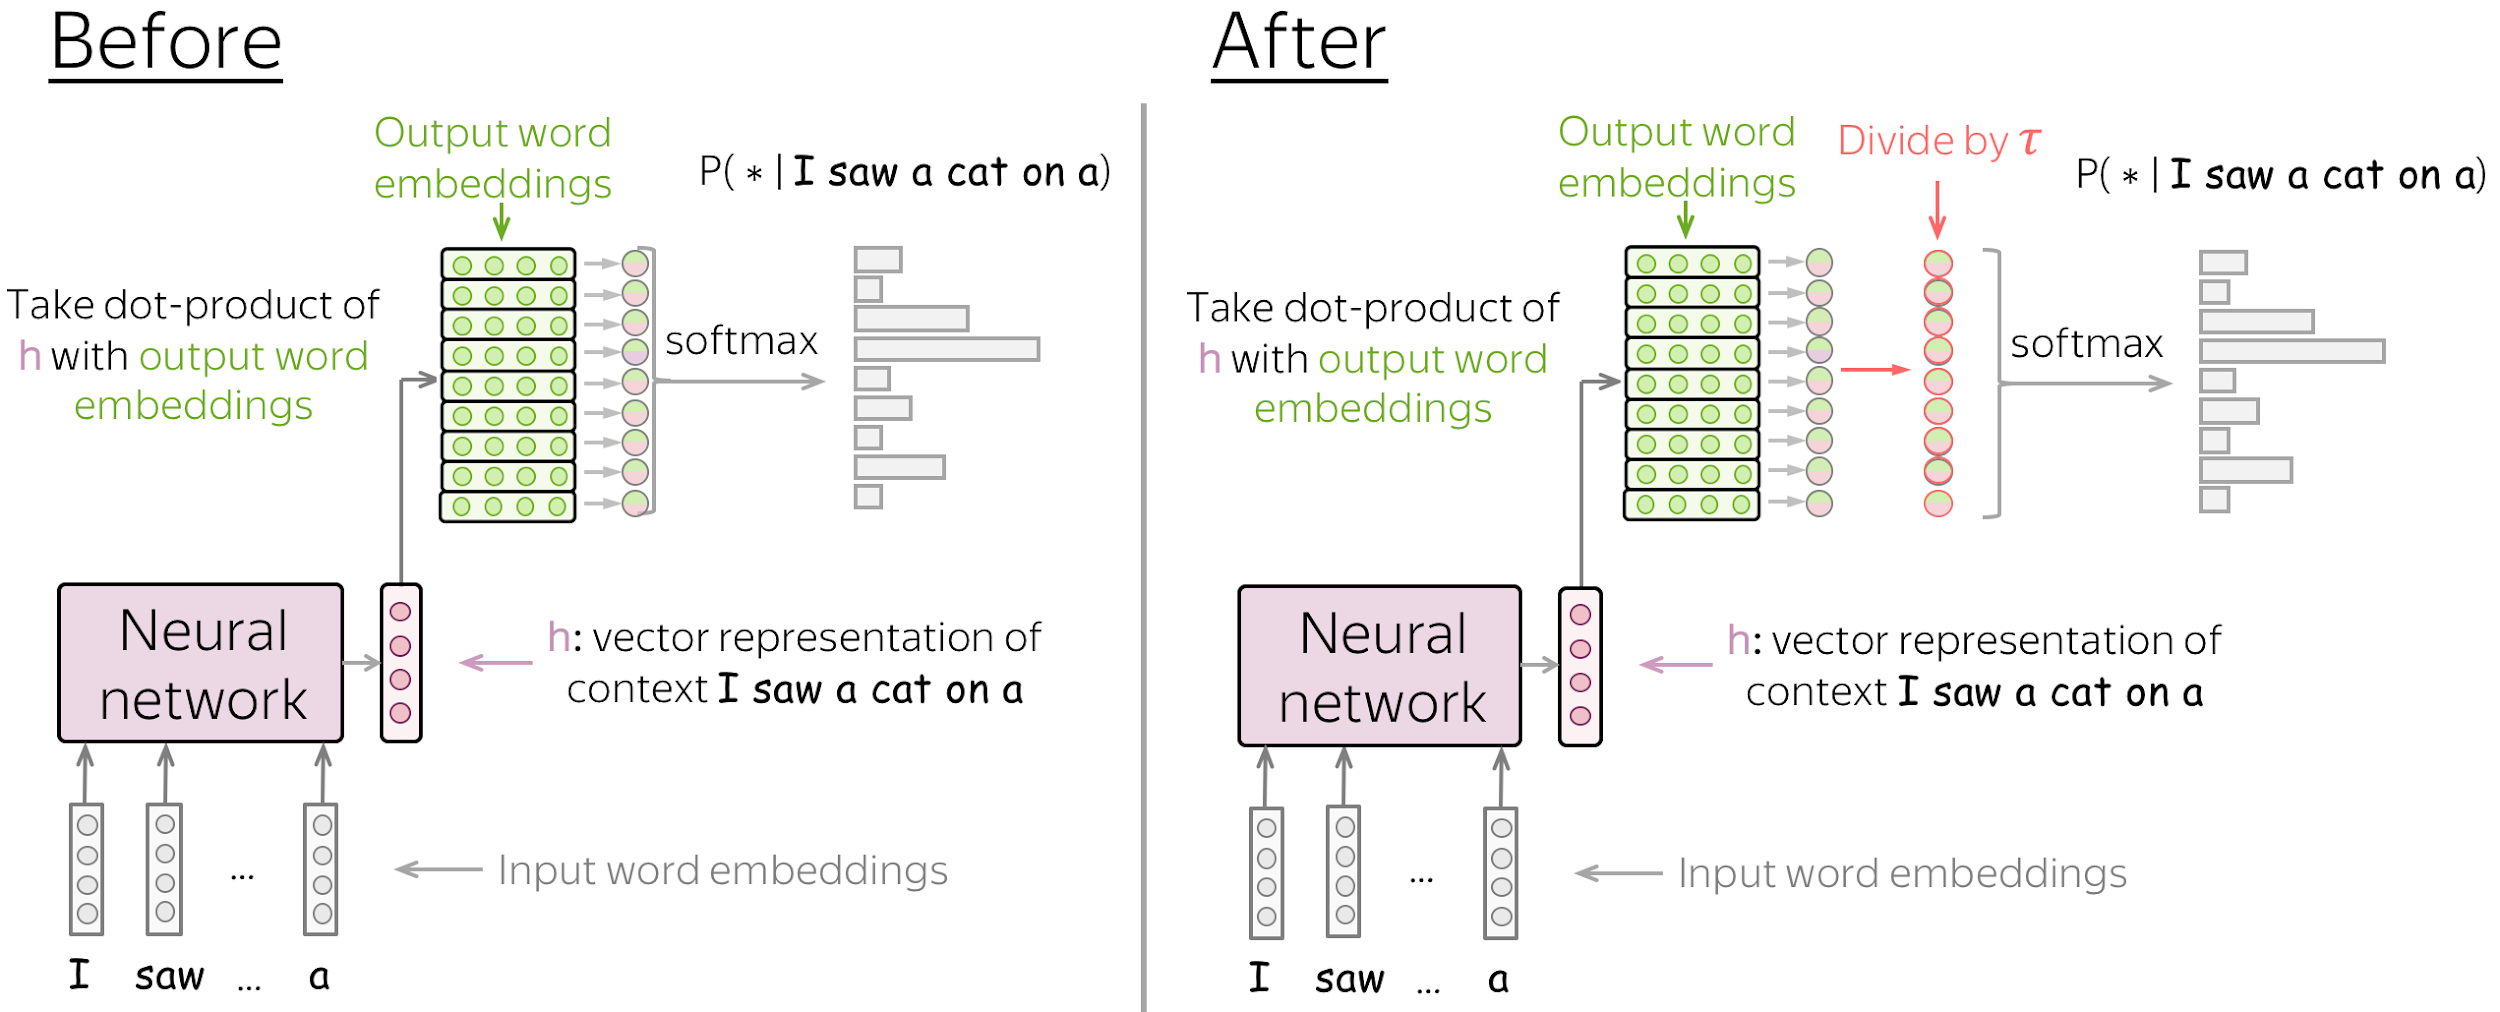 Before
Output word
embeddings
P( * | I saw a cat on a)
Take dot-product of
h with output word
embeddings
softmax
Neural
network
h: vector representation of
context I saw a cat on a
...
Input word embeddings
I saw ... a
After
Output word
embeddings
Divide by τ
P( * | I saw a cat on a)
Take dot-product of
h with output word
embeddings
softmax
Neural
network
h: vector representation of
context I saw a cat on a
...
Input word embeddings
I saw ... a